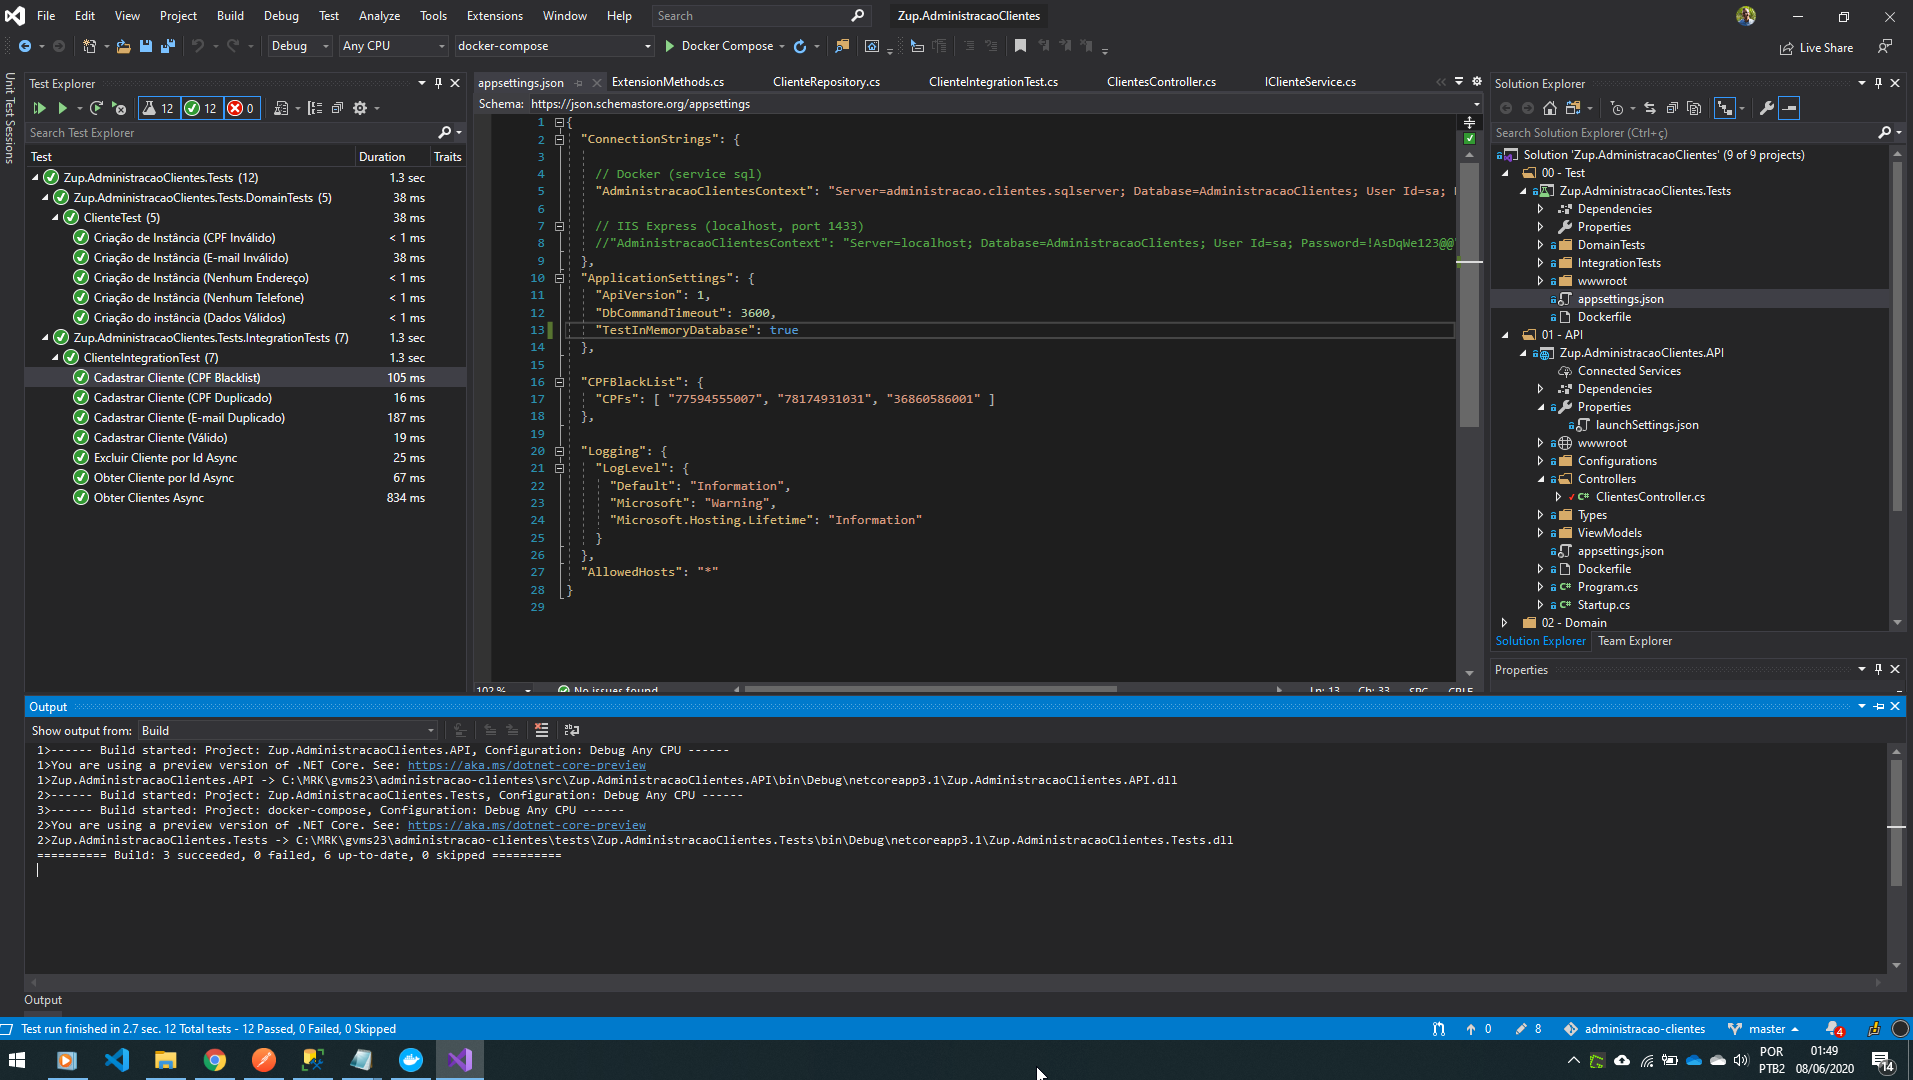 File Edit View Project Build Debug Test Analyze Tools Extensions Window Help Search Zup.AdministracaoClientes
Debug Any CPU docker-compose Docker Compose Live Share
Unit Test Sessions
Test Explorer
12 12 0
Search Test Explorer
Test Duration Traits
Zup.AdministracaoClientes.Tests (12) 1.3 sec
Zup.AdministracaoClientes.Tests.DomainTests (5) 38 ms
ClienteTest (5) 38 ms
Criação de Instância (CPF Inválido) < 1 ms
Criação de Instância (E-mail Inválido) 38 ms
Criação de Instância (Nenhum Endereço) < 1 ms
Criação de Instância (Nenhum Telefone) < 1 ms
Criação do instância (Dados Válidos) < 1 ms
Zup.AdministracaoClientes.Tests.IntegrationTests (7) 1.3 sec
ClienteIntegrationTest (7) 1.3 sec
Cadastrar Cliente (CPF Blacklist) 105 ms
Cadastrar Cliente (CPF Duplicado) 16 ms
Cadastrar Cliente (E-mail Duplicado) 187 ms
Cadastrar Cliente (Válido) 19 ms
Excluir Cliente por Id Async 25 ms
Obter Cliente por Id Async 67 ms
Obter Clientes Async 834 ms
appsettings.json ExtensionMethods.cs ClienteRepository.cs ClienteIntegrationTest.cs ClientesController.cs IClienteService.cs
Schema: https://json.schemastore.org/appsettings
1 {
2 "ConnectionStrings": {
3
4 // Docker (service sql)
5 "AdministracaoClientesContext": "Server=administracao.clientes.sqlserver; Database=AdministracaoClientes; User Id=sa;
6
7 // IIS Express (localhost, port 1433)
8 //"AdministracaoClientesContext": "Server=localhost; Database=AdministracaoClientes; User Id=sa; Password=!AsDqWe123@@"
9 },
10 "ApplicationSettings": {
11 "ApiVersion": 1,
12 "DbCommandTimeout": 3600,
13 "TestInMemoryDatabase": true
14 },
15
16 "CPFBlackList": {
17 "CPFs": [ "77594555007", "78174931031", "36860586001" ]
18 },
19
20 "Logging": {
21 "LogLevel": {
22 "Default": "Information",
23 "Microsoft": "Warning",
24 "Microsoft.Hosting.Lifetime": "Information"
25 }
26 },
27 "AllowedHosts": "*"
28 }
29
102 % No issues found Ln: 13 Ch: 33 SPC CRLF
Solution Explorer
Search Solution Explorer (Ctrl+ç)
Solution 'Zup.AdministracaoClientes' (9 of 9 projects)
00 - Test
Zup.AdministracaoClientes.Tests
Dependencies
Properties
DomainTests
IntegrationTests
wwwroot
appsettings.json
Dockerfile
01 - API
Zup.AdministracaoClientes.API
Connected Services
Dependencies
Properties
launchSettings.json
wwwroot
Configurations
Controllers
C# ClientesController.cs
Types
ViewModels
appsettings.json
Dockerfile
C# Program.cs
C# Startup.cs
02 - Domain
Solution Explorer Team Explorer
Properties
Output
Show output from: Build
1>------ Build started: Project: Zup.AdministracaoClientes.API, Configuration: Debug Any CPU ------
1>You are using a preview version of .NET Core. See: https://aka.ms/dotnet-core-preview
1>Zup.AdministracaoClientes.API -> C:\MRK\gvms23\administracao-clientes\src\Zup.AdministracaoClientes.API\bin\Debug\netcoreapp3.1\Zup.AdministracaoClientes.API.dll
2>------ Build started: Project: Zup.AdministracaoClientes.Tests, Configuration: Debug Any CPU ------
3>------ Build started: Project: docker-compose, Configuration: Debug Any CPU ------
2>You are using a preview version of .NET Core. See: https://aka.ms/dotnet-core-preview
2>Zup.AdministracaoClientes.Tests -> C:\MRK\gvms23\administracao-clientes\tests\Zup.AdministracaoClientes.Tests\bin\Debug\netcoreapp3.1\Zup.AdministracaoClientes.Tests.dll
========== Build: 3 succeeded, 0 failed, 6 up-to-date, 0 skipped ==========
Output
Test run finished in 2.7 sec. 12 Total tests - 12 Passed, 0 Failed, 0 Skipped 0 8 administracao-clientes master 4
POR 01:49
PTB2 08/06/2020 14